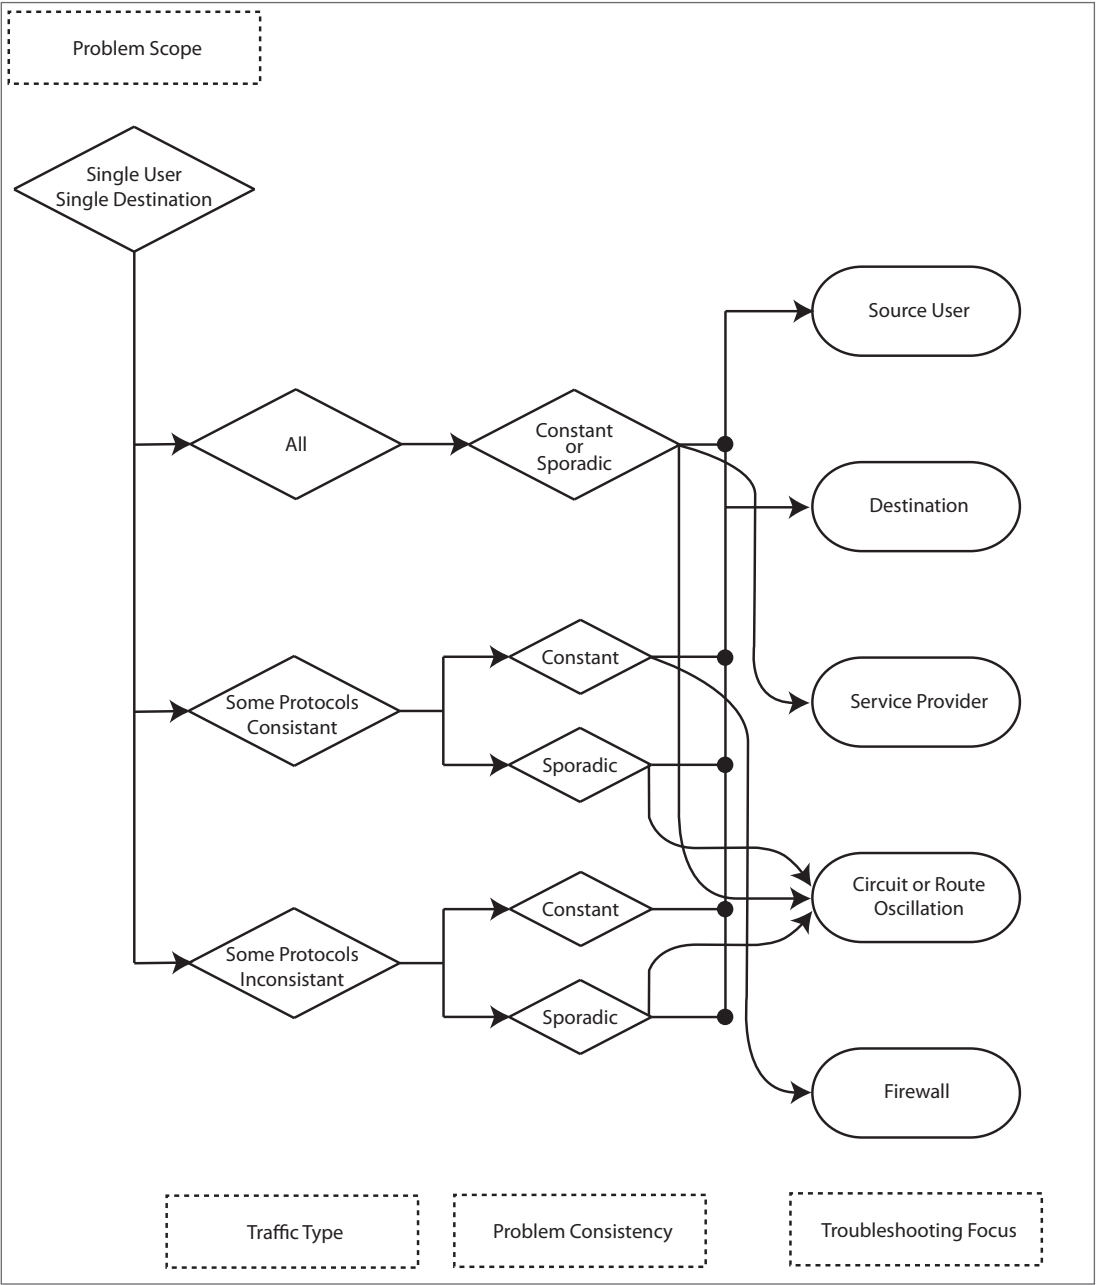 Problem Scope
Single User
Single Destination
Source User
All
Constant
or
Sporadic
Destination
Some Protocols
Consistant
Constant
Sporadic
Service Provider
Some Protocols
Inconsistant
Constant
Sporadic
Circuit or Route
Oscillation
Firewall
Traffic Type
Problem Consistency
Troubleshooting Focus